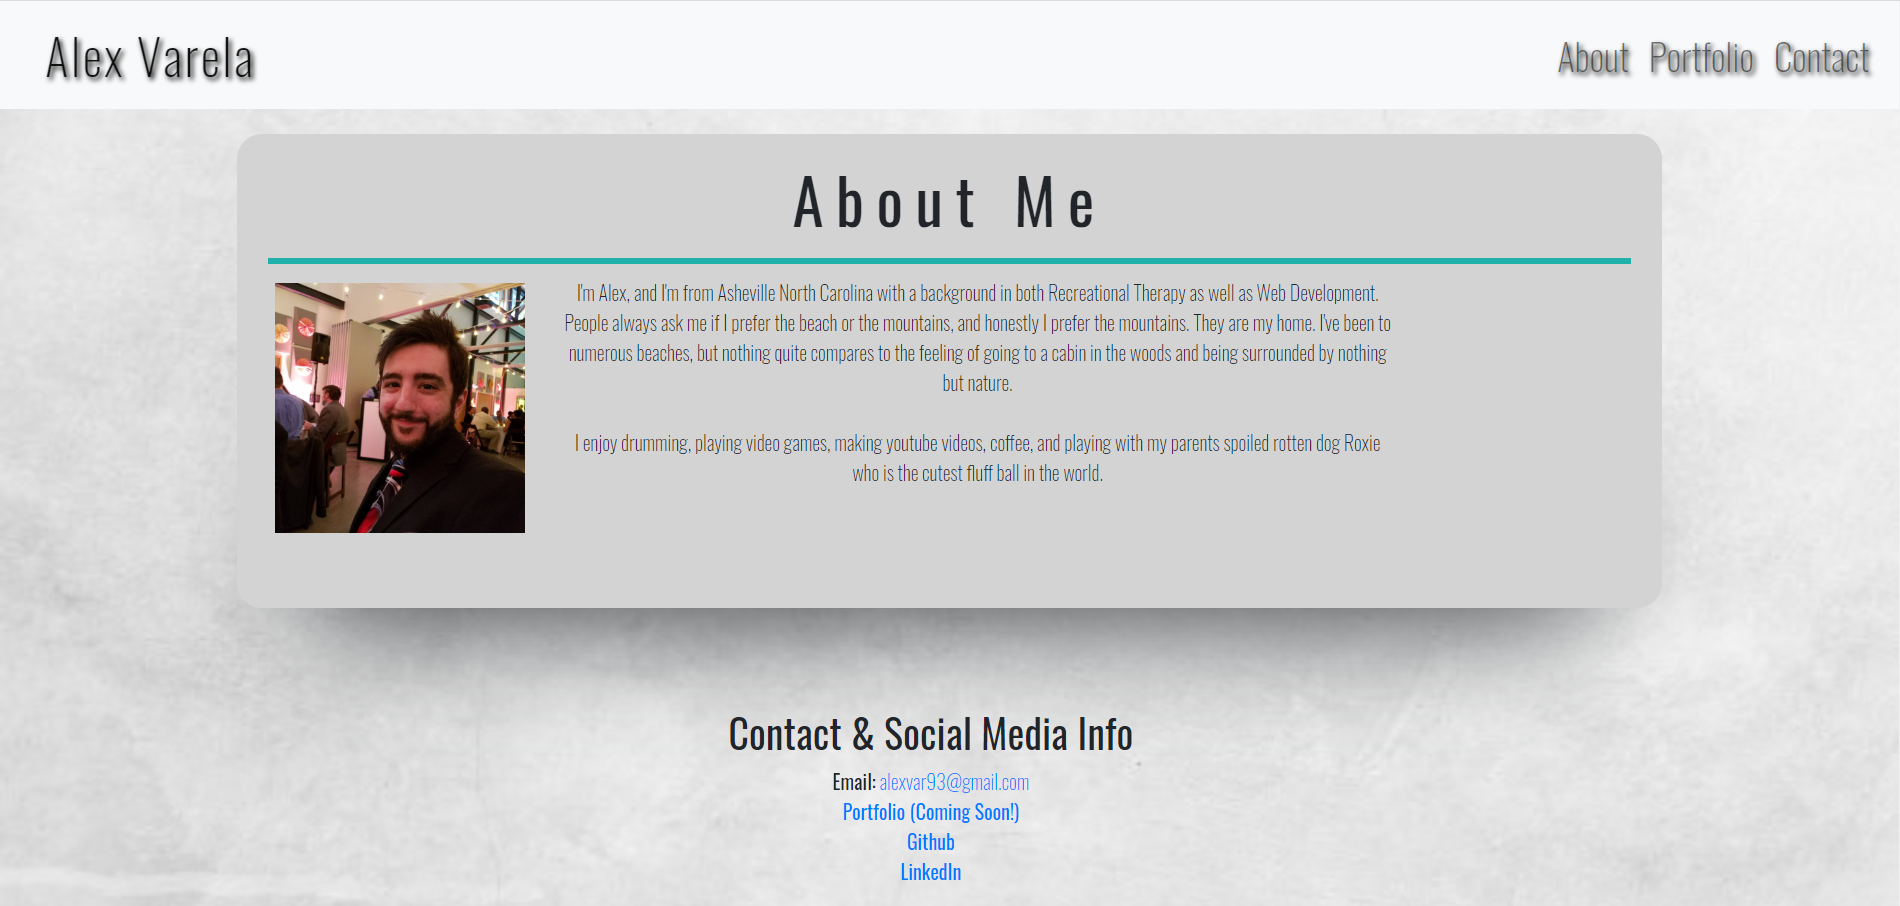 Alex Varela
About Portfolio Contact
About Me
I'm Alex, and I'm from Asheville North Carolina with a background in both Recreational Therapy as well as Web Development.
People always ask me if I prefer the beach or the mountains, and honestly I prefer the mountains. They are my home. I've been to
numerous beaches, but nothing quite compares to the feeling of going to a cabin in the woods and being surrounded by nothing
but nature.
I enjoy drumming, playing video games, making youtube videos, coffee, and playing with my parents spoiled rotten dog Roxie
who is the cutest fluff ball in the world.
Contact & Social Media Info
Email: alexvar93@gmail.com
Portfolio (Coming Soon!)
Github
LinkedIn